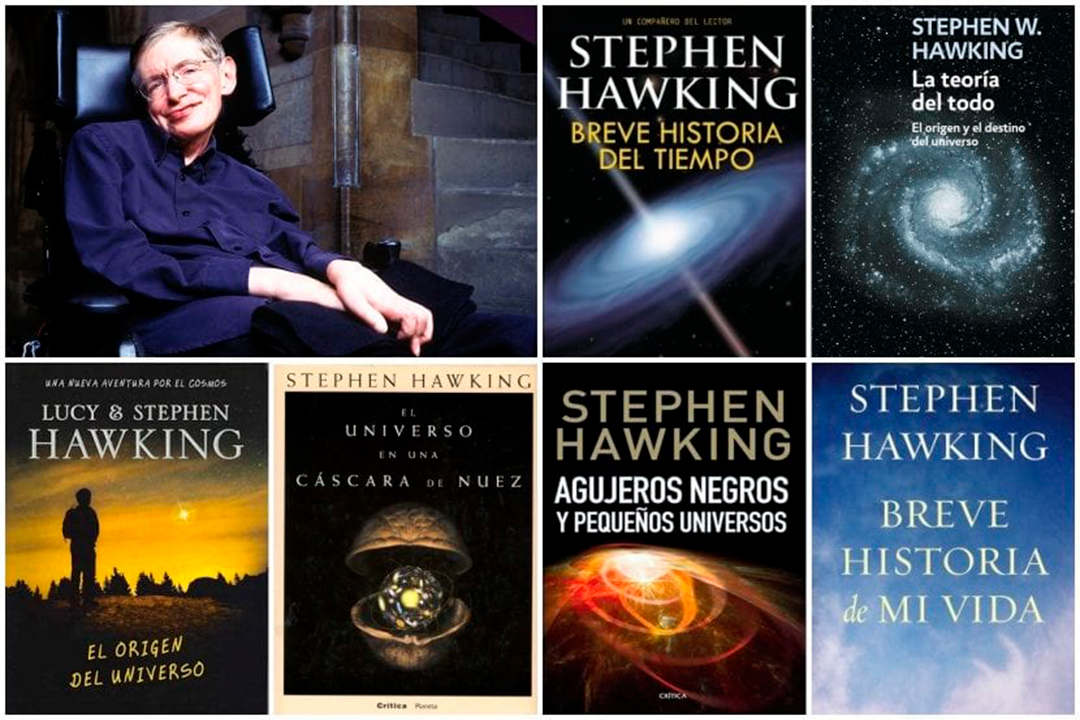 UN COMPAÑERO DEL LECTOR
STEPHEN
HAWKING
BREVE HISTORIA
DEL TIEMPO
STEPHEN W.
HAWKING
La teoría
del todo
El origen y el destino
del universo
UNA NUEVA AVENTURA POR EL COSMOS
LUCY & STEPHEN
HAWKING
EL ORIGEN
DEL UNIVERSO
STEPHEN HAWKING
EL
UNIVERSO
EN UNA
CÁSCARA DE NUEZ
Crítica Planeta
STEPHEN
HAWKING
AGUJEROS NEGROS
Y PEQUEÑOS UNIVERSOS
CRÍTICA
STEPHEN
HAWKING
BREVE
HISTORIA
de MI VIDA